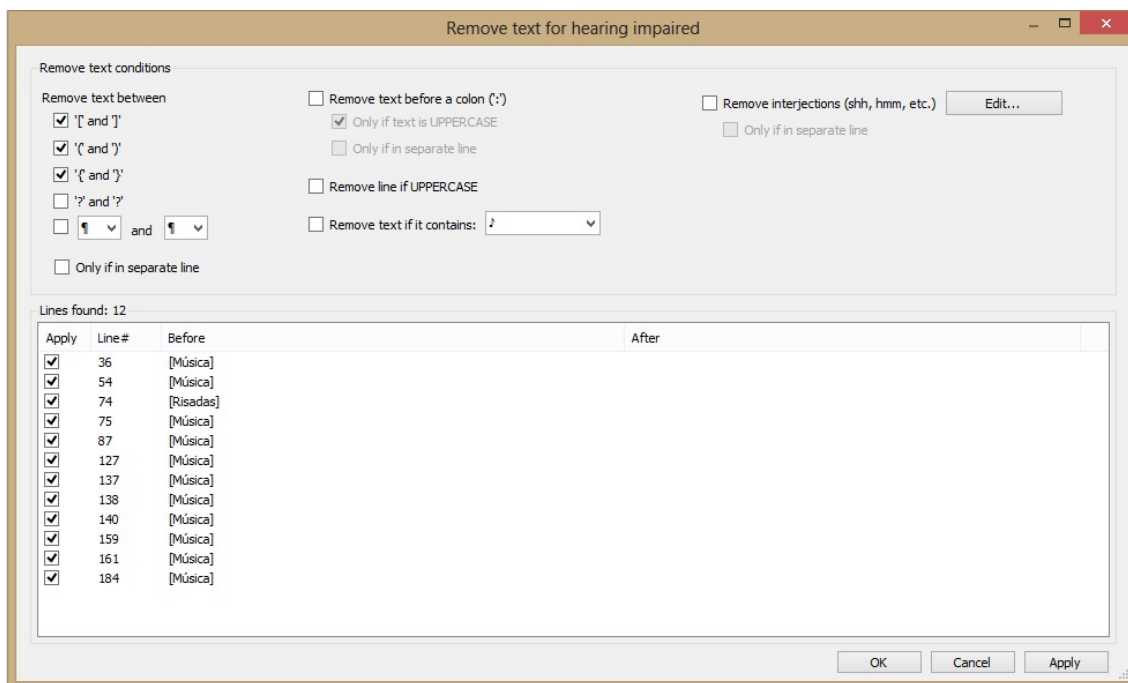 Remove text for hearing impaired
Remove text conditions
Remove text between
'[' and ']'
'(' and ')'
'{' and '}'
'?' and '?'
¶ and ¶
Only if in separate line
Remove text before a colon (':')
Only if text is UPPERCASE
Only if in separate line
Remove line if UPPERCASE
Remove text if it contains: ♪
Remove interjections (shh, hmm, etc.) Edit...
Only if in separate line
Lines found: 12
Apply Line# Before After
36 [Música]
54 [Música]
74 [Risadas]
75 [Música]
87 [Música]
127 [Música]
137 [Música]
138 [Música]
140 [Música]
159 [Música]
161 [Música]
184 [Música]
OK Cancel Apply